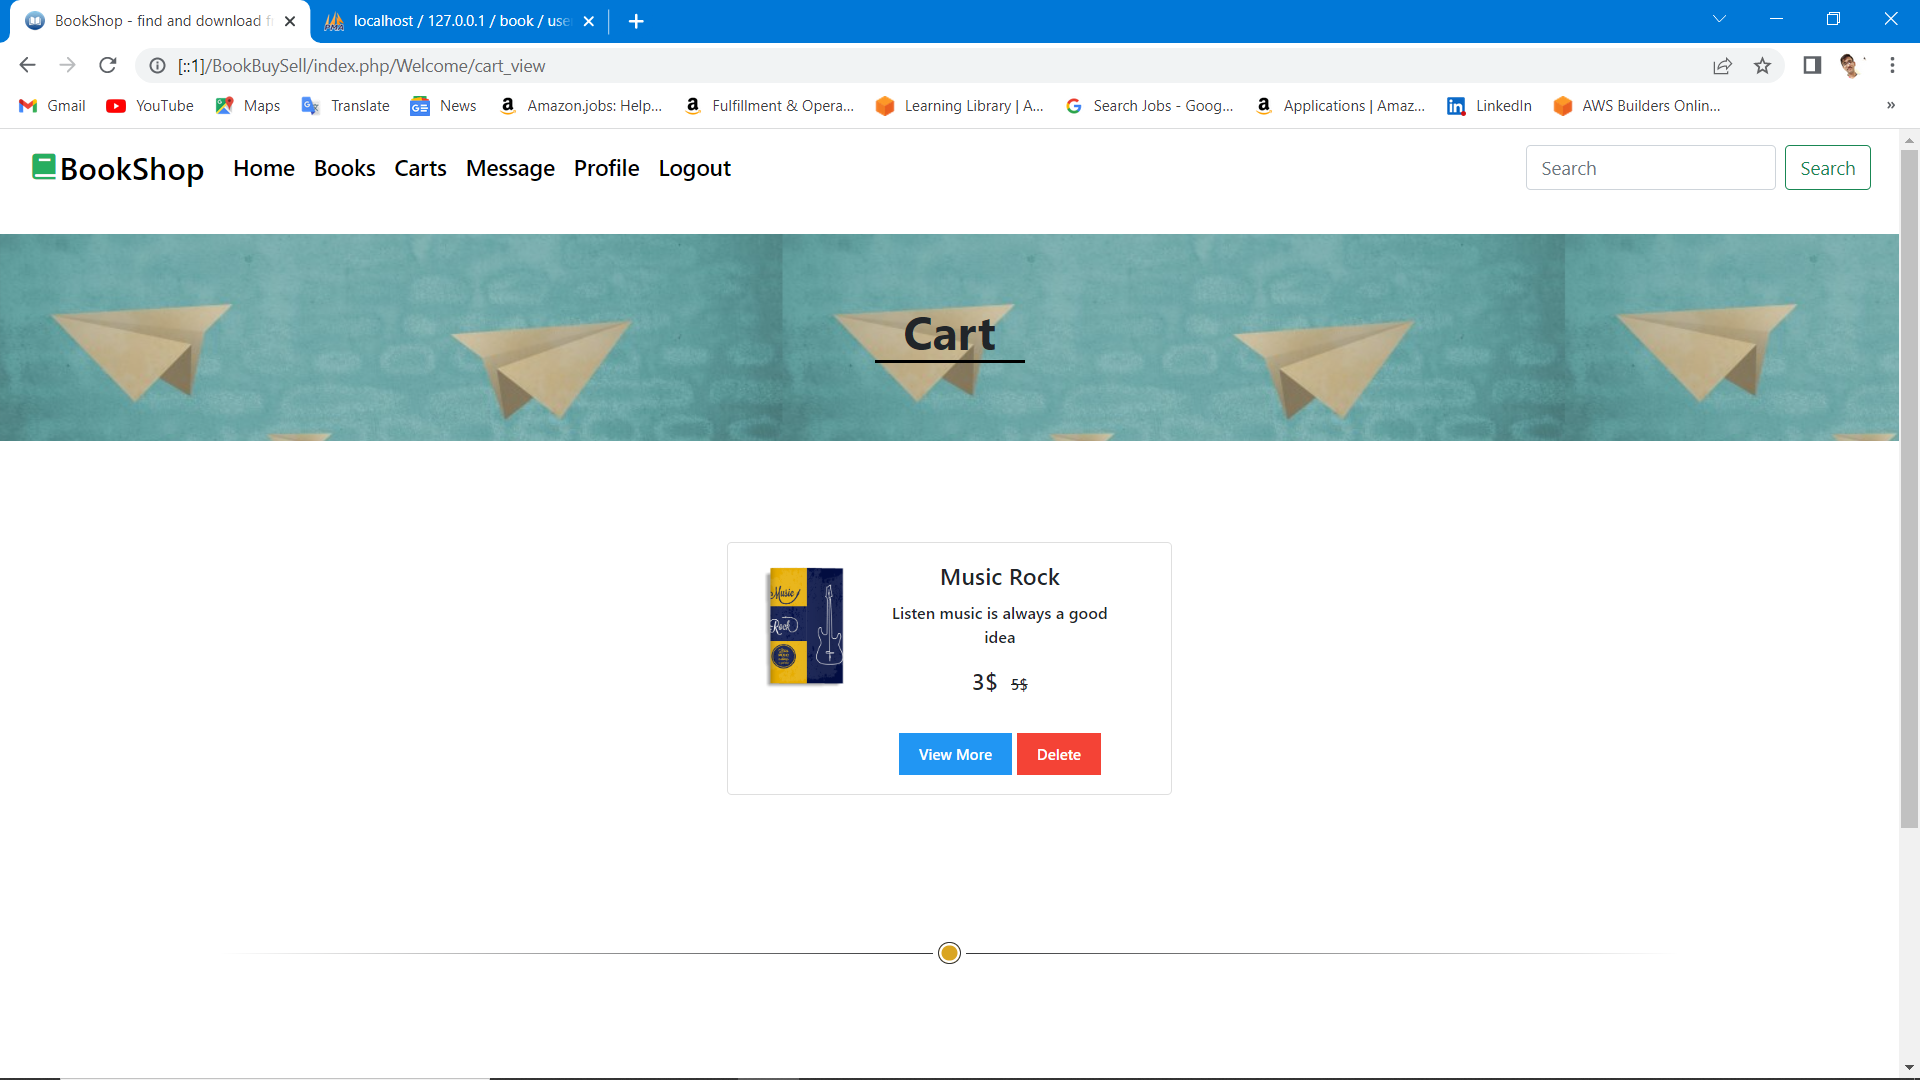 BookShop - find and download f
localhost / 127.0.0.1 / book / use
[::1]/BookBuySell/index.php/Welcome/cart_view
Gmail
YouTube
Maps
Translate
News
Amazon.jobs: Help...
Fulfillment & Opera...
Learning Library | A...
Search Jobs - Goog...
Applications | Amaz...
LinkedIn
AWS Builders Onlin...
»
BookShop
Home
Books
Carts
Message
Profile
Logout
Search
Search
Cart
Music
Rock
Music Rock
Listen music is always a good
idea
3$ 5$
View More
Delete